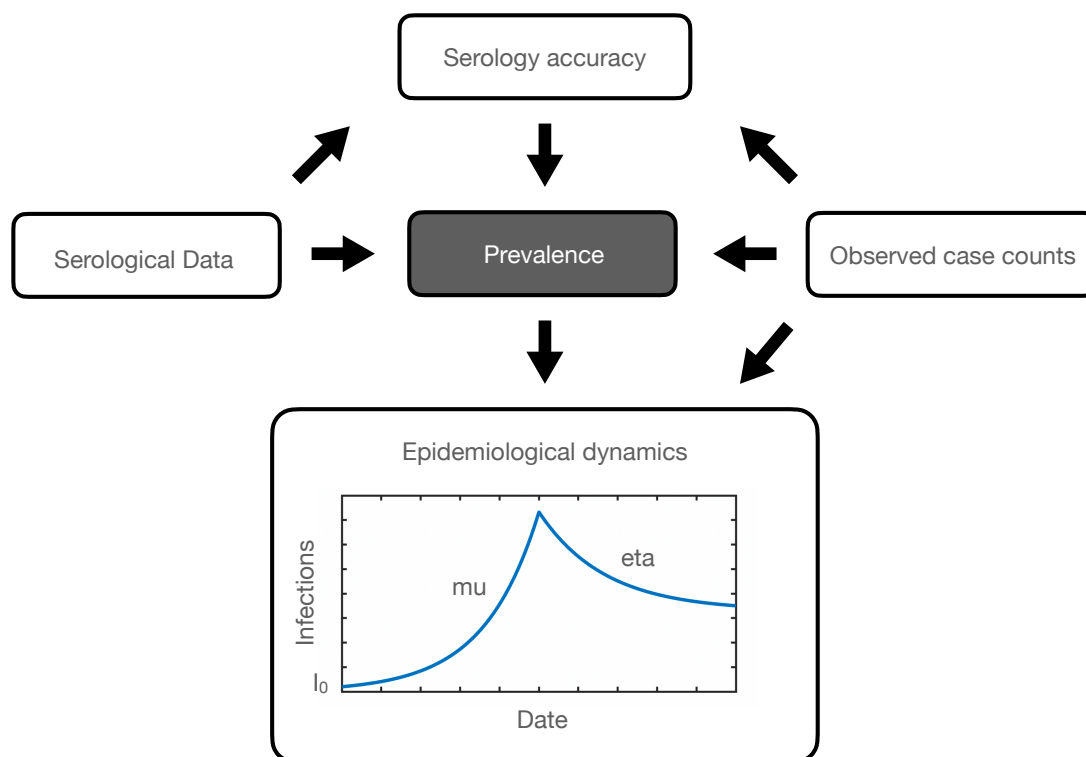 Serology accuracy
Serological Data
Prevalence
Observed case counts
Epidemiological dynamics
eta
mu
Infections
I₀
Date